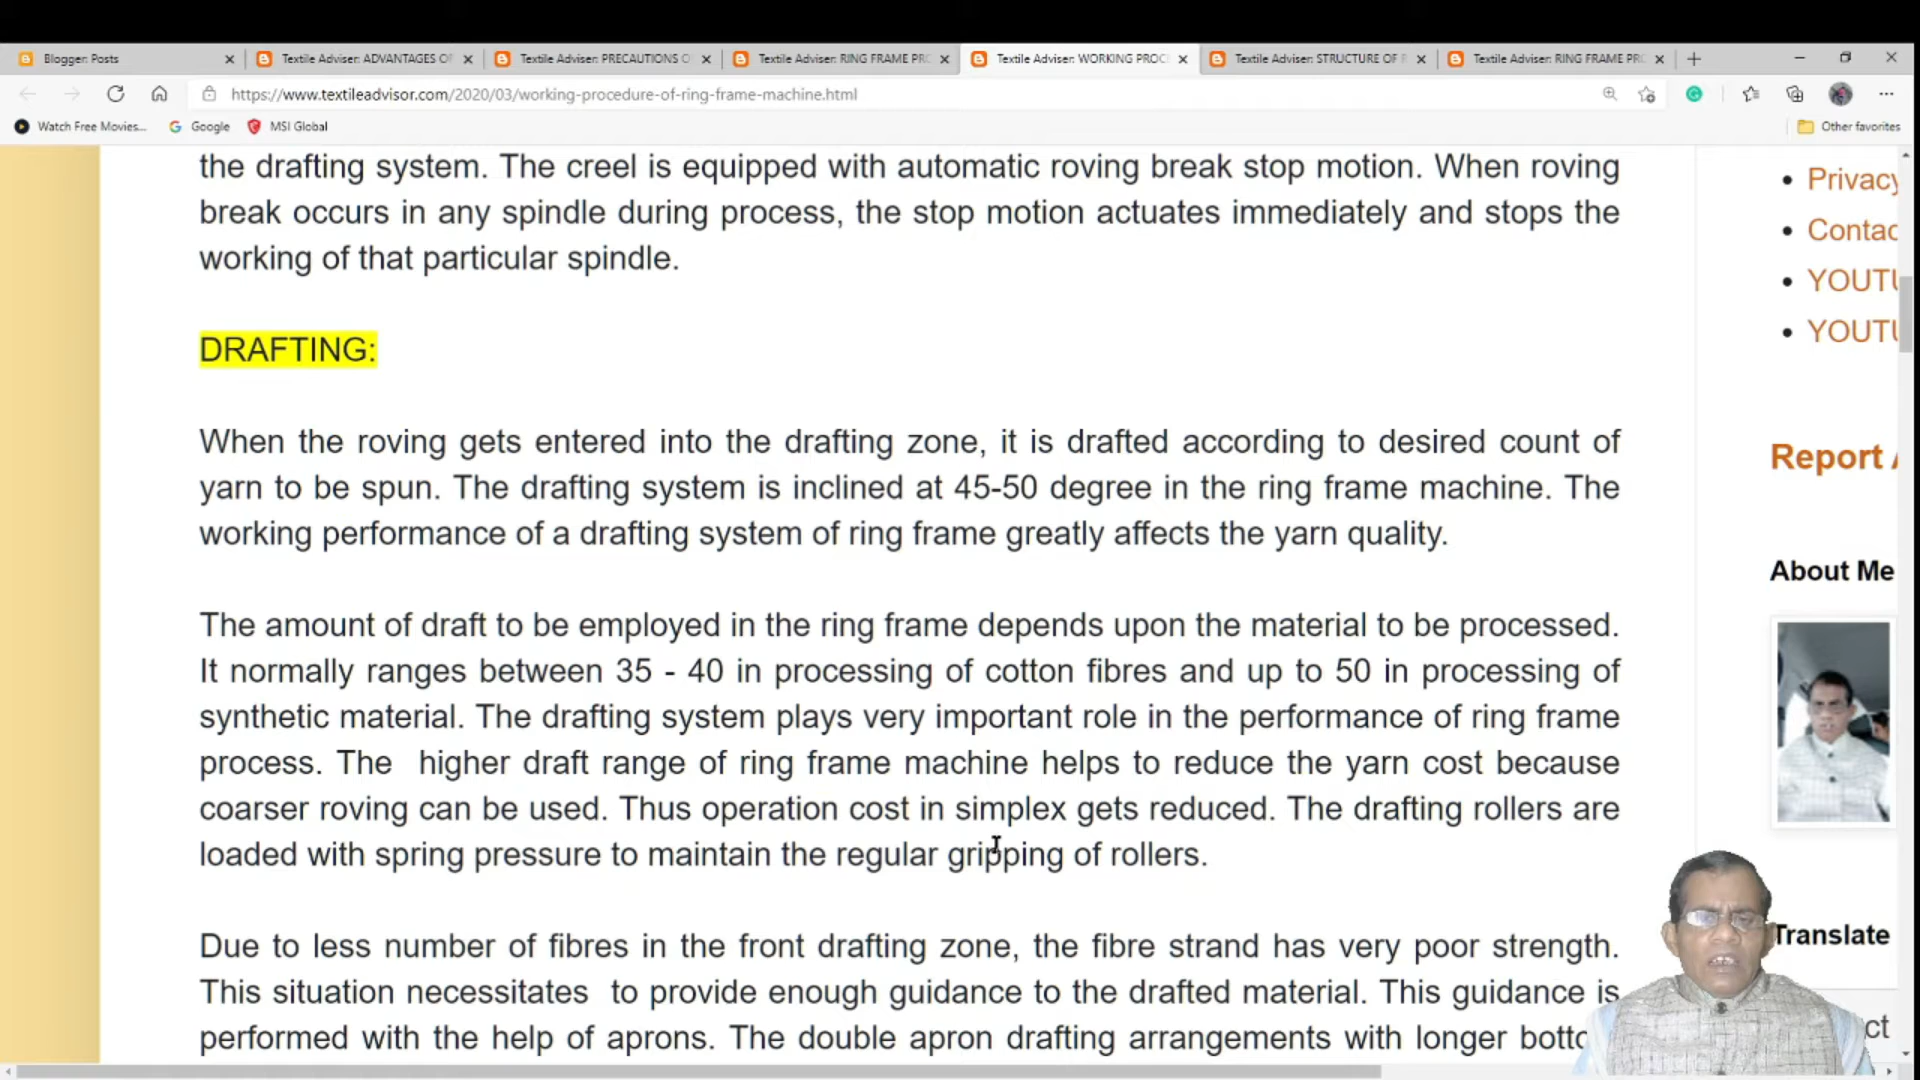 Blogger: Posts
Textile Adviser: ADVANTAGES OF
Textile Adviser: PRECAUTIONS O
Textile Adviser: RING FRAME PR
Textile Adviser: WORKING PROC
Textile Adviser: STRUCTURE OF R
Textile Adviser: RING FRAME PR
https://www.textileadvisor.com/2020/03/working-procedure-of-ring-frame-machine.html
Watch Free Movies...
Google
MSI Global
Other favorites
the drafting system. The creel is equipped with automatic roving break stop motion. When roving
break occurs in any spindle during process, the stop motion actuates immediately and stops the
working of that particular spindle.
DRAFTING:
When the roving gets entered into the drafting zone, it is drafted according to desired count of
yarn to be spun. The drafting system is inclined at 45-50 degree in the ring frame machine. The
working performance of a drafting system of ring frame greatly affects the yarn quality.
The amount of draft to be employed in the ring frame depends upon the material to be processed.
It normally ranges between 35 - 40 in processing of cotton fibres and up to 50 in processing of
synthetic material. The drafting system plays very important role in the performance of ring frame
process. The higher draft range of ring frame machine helps to reduce the yarn cost because
coarser roving can be used. Thus operation cost in simplex gets reduced. The drafting rollers are
loaded with spring pressure to maintain the regular gripping of rollers.
Due to less number of fibres in the front drafting zone, the fibre strand has very poor strength.
This situation necessitates to provide enough guidance to the drafted material. This guidance is
performed with the help of aprons. The double apron drafting arrangements with longer botto
Privacy
Contac
YOUTU
YOUTU
Report A
About Me
Translate
ct